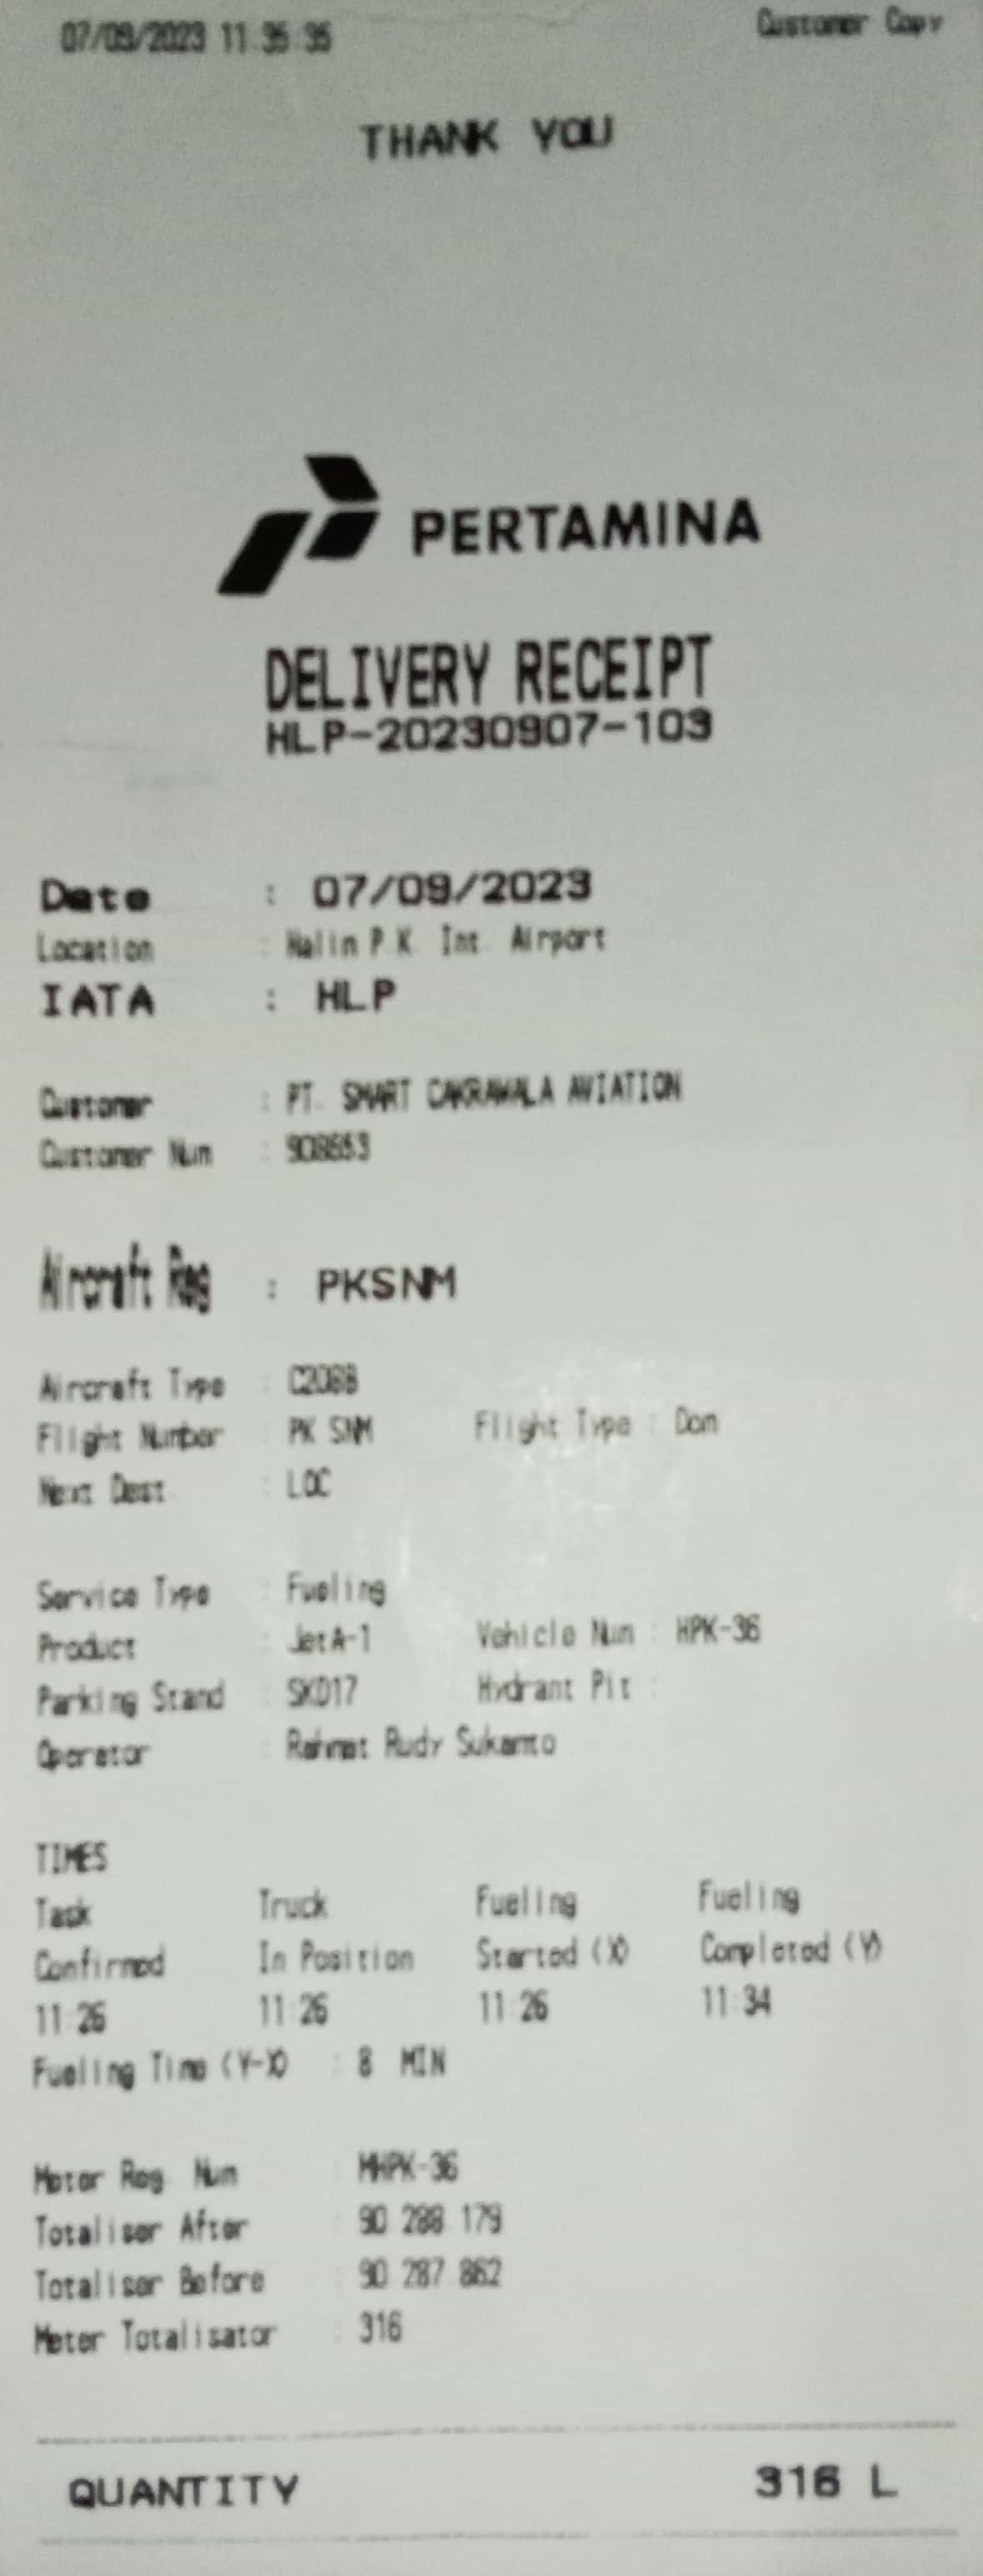 07/09/2023 11:35:35 Customer Copy
THANK YOU
PERTAMINA
DELIVERY RECEIPT
HLP-20230907-103
Date : 07/09/2023
Location : Halim P K Int Airport
IATA : HLP
Customer : PT. SMART CAKRAWALA AVIATION
Customer Num : 908653
Aircraft Reg : PKSNM
Aircraft Type : C208B
Flight Number : PK SNM Flight Type : Dom
Next Dest : LOC
Service Type : Fueling
Product : JetA-1 Vehicle Num : HPK-36
Parking Stand : SKD17 Hydrant Pit :
Operator : Rahmat Rudy Sukamto
TIMES
Task Truck Fueling Fueling
Confirmed In Position Started (X) Completed (Y)
11:26 11:26 11:26 11:34
Fueling Time (Y-X) : 8 MIN
Meter Reg. Num MHPK-36
Totaliser After : 90 288 179
Totaliser Before : 90 287 862
Meter Totalisator : 316
QUANTITY 316 L